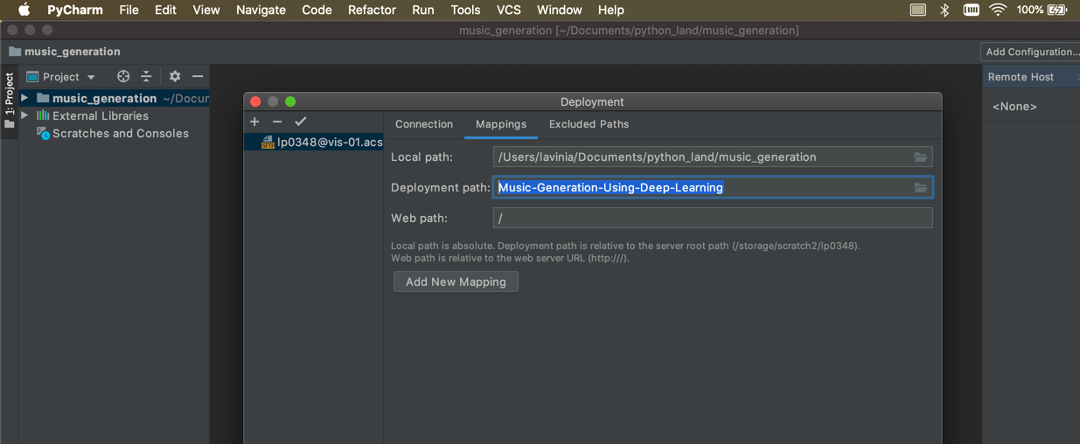 PyCharm File Edit View Navigate Code Refactor Run Tools VCS Window Help 100%
music_generation [~/Documents/python_land/music_generation]
music_generation Add Configuration...
1: Project
Project
Remote Host
music_generation ~/Docur
External Libraries
Scratches and Consoles
<None>
Deployment
lp0348@vis-01.acs
SFTP
Connection Mappings Excluded Paths
Local path: /Users/lavinia/Documents/python_land/music_generation
Deployment path: Music-Generation-Using-Deep-Learning
Web path: /
Local path is absolute. Deployment path is relative to the server root path (/storage/scratch2/lp0348).
Web path is relative to the web server URL (http:///).
Add New Mapping